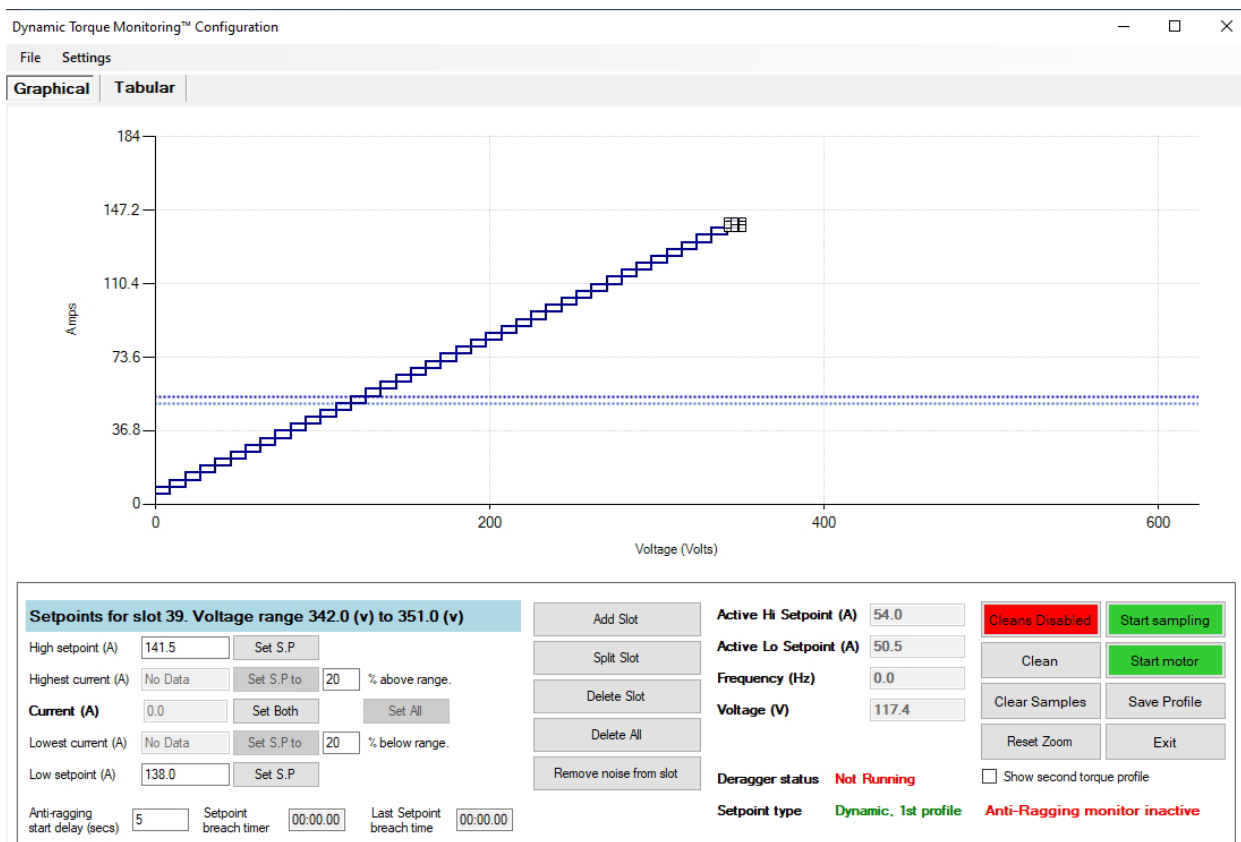 Dynamic Torque Monitoring™ Configuration
File Settings
Graphical Tabular
184
147.2
110.4
73.6
36.8
0
Amps
0 200 400 600
Voltage (Volts)
Setpoints for slot 39. Voltage range 342.0 (v) to 351.0 (v)
High setpoint (A) 141.5 Set S.P
Highest current (A) No Data Set S.P to 20 % above range.
Current (A) 0.0 Set Both Set All
Lowest current (A) No Data Set S.P to 20 % below range.
Low setpoint (A) 138.0 Set S.P
Anti-ragging
start delay (secs) 5
Setpoint
breach timer 00:00.00
Last Setpoint
breach time 00:00.00
Add Slot
Split Slot
Delete Slot
Delete All
Remove noise from slot
Active Hi Setpoint (A) 54.0
Active Lo Setpoint (A) 50.5
Frequency (Hz) 0.0
Voltage (V) 117.4
Deragger status Not Running
Setpoint type Dynamic, 1st profile
Cleans Disabled Start sampling
Clean Start motor
Clear Samples Save Profile
Reset Zoom Exit
Show second torque profile
Anti-Ragging monitor inactive